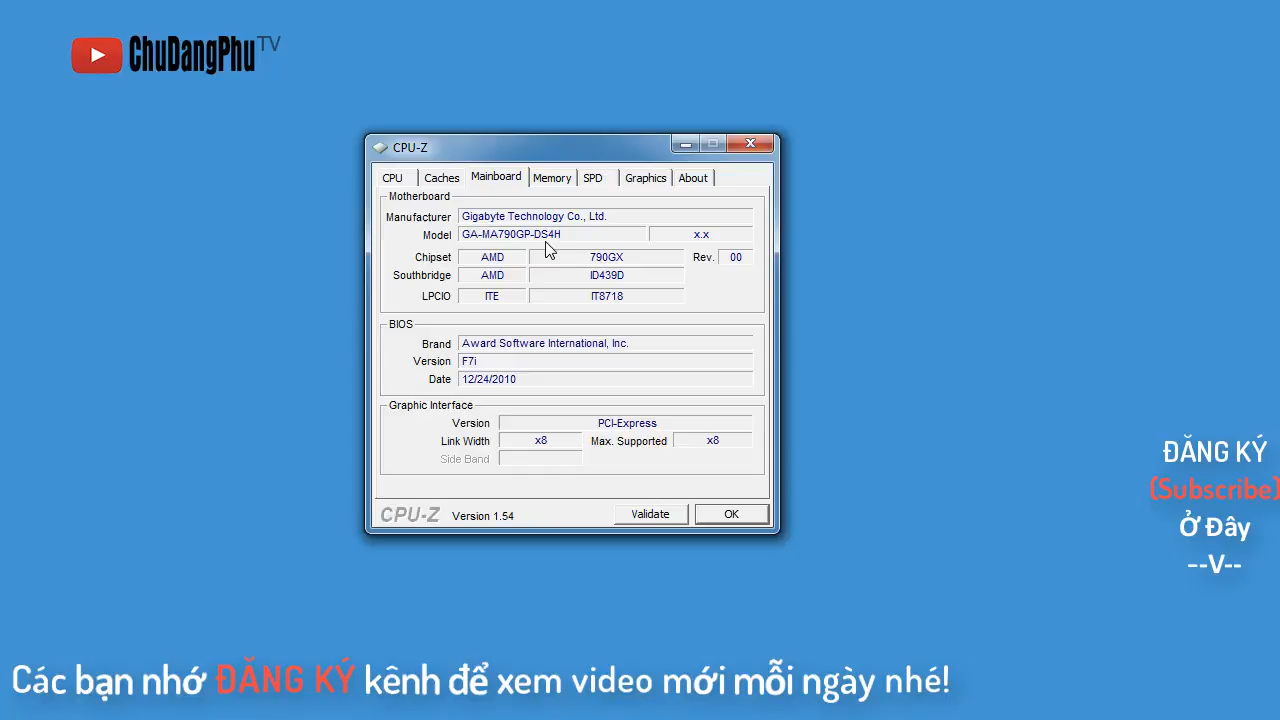 ChuDangPhu TV
CPU-Z
CPU Caches Mainboard Memory SPD Graphics About
Motherboard
Manufacturer Gigabyte Technology Co., Ltd.
Model GA-MA790GP-DS4H x.x
Chipset AMD 790GX Rev. 00
Southbridge AMD ID439D
LPCIO ITE IT8718
BIOS
Brand Award Software International, Inc.
Version F7i
Date 12/24/2010
Graphic Interface
Version PCI-Express
Link Width x8 Max. Supported x8
Side Band
CPU-Z Version 1.54 Validate OK
ĐĂNG KÝ
(Subscribe)
Ở Đây
--V--
Các bạn nhớ ĐĂNG KÝ kênh để xem video mới mỗi ngày nhé!